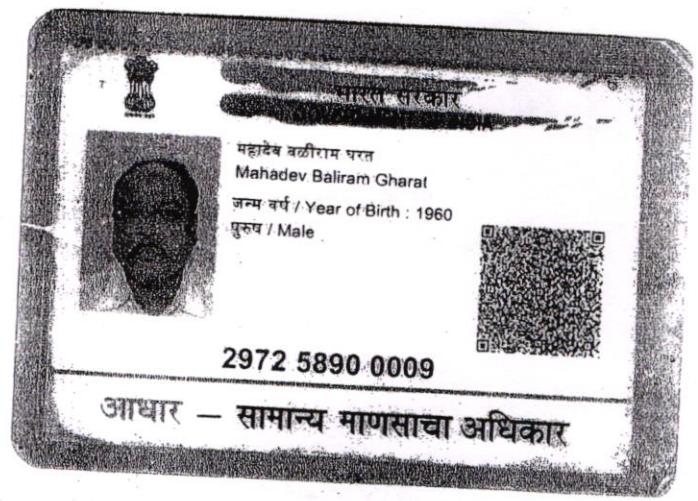 भारत सरकार
महादेव बळीराम घरत
Mahadev Baliram Gharat
जन्म वर्ष / Year of Birth : 1960
पुरुष / Male
2972 5890 0009
आधार — सामान्य माणसाचा अधिकार